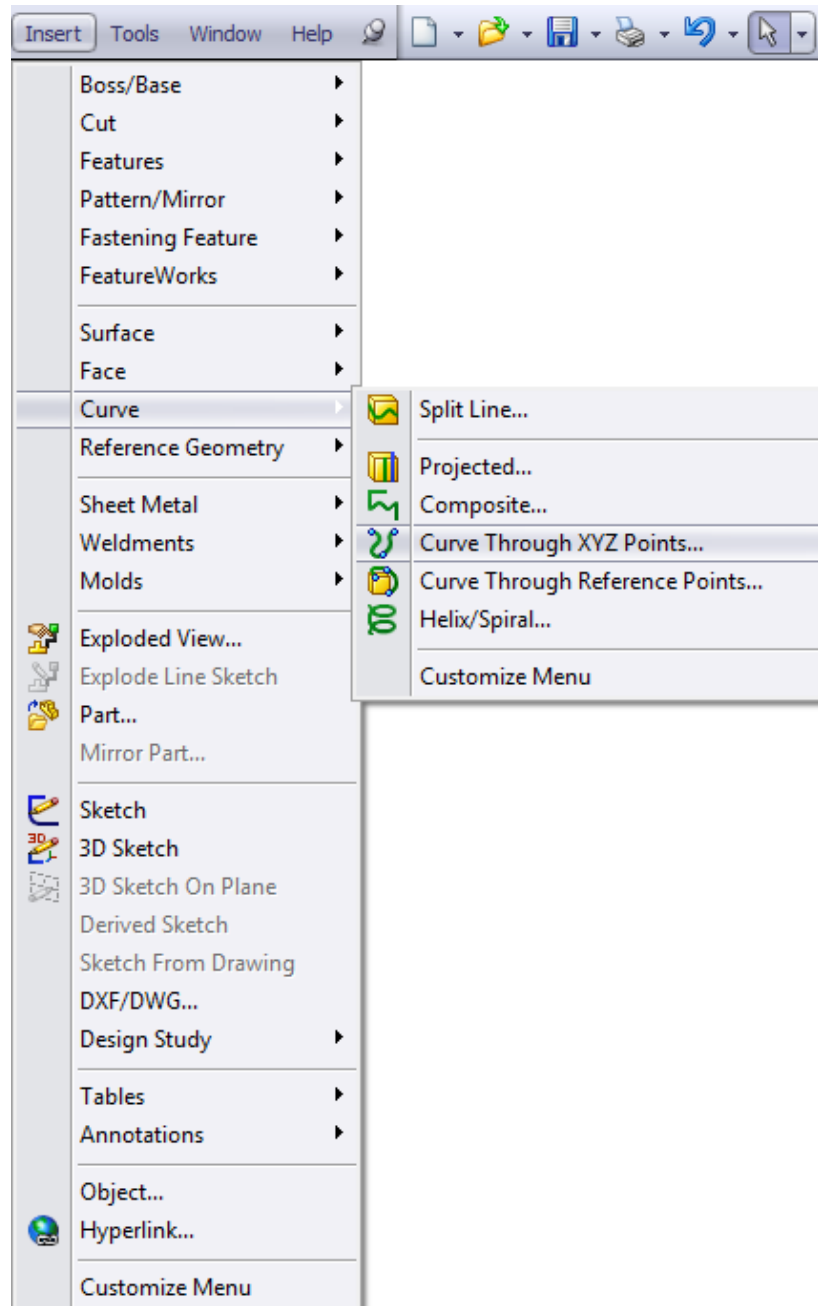 Insert Tools Window Help
Boss/Base
Cut
Features
Pattern/Mirror
Fastening Feature
FeatureWorks
Surface
Face
Curve
Reference Geometry
Sheet Metal
Weldments
Molds
Exploded View...
Explode Line Sketch
Part...
Mirror Part...
Sketch
3D
3D Sketch
3D Sketch On Plane
Derived Sketch
Sketch From Drawing
DXF/DWG...
Design Study
Tables
Annotations
Object...
Hyperlink...
Customize Menu
Split Line...
Projected...
Composite...
Curve Through XYZ Points...
Curve Through Reference Points...
Helix/Spiral...
Customize Menu